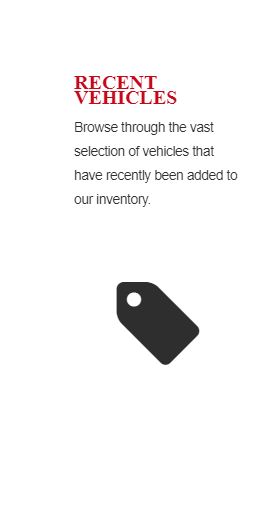 RECENT
VEHICLES
Browse through the vast
selection of vehicles that
have recently been added to
our inventory.